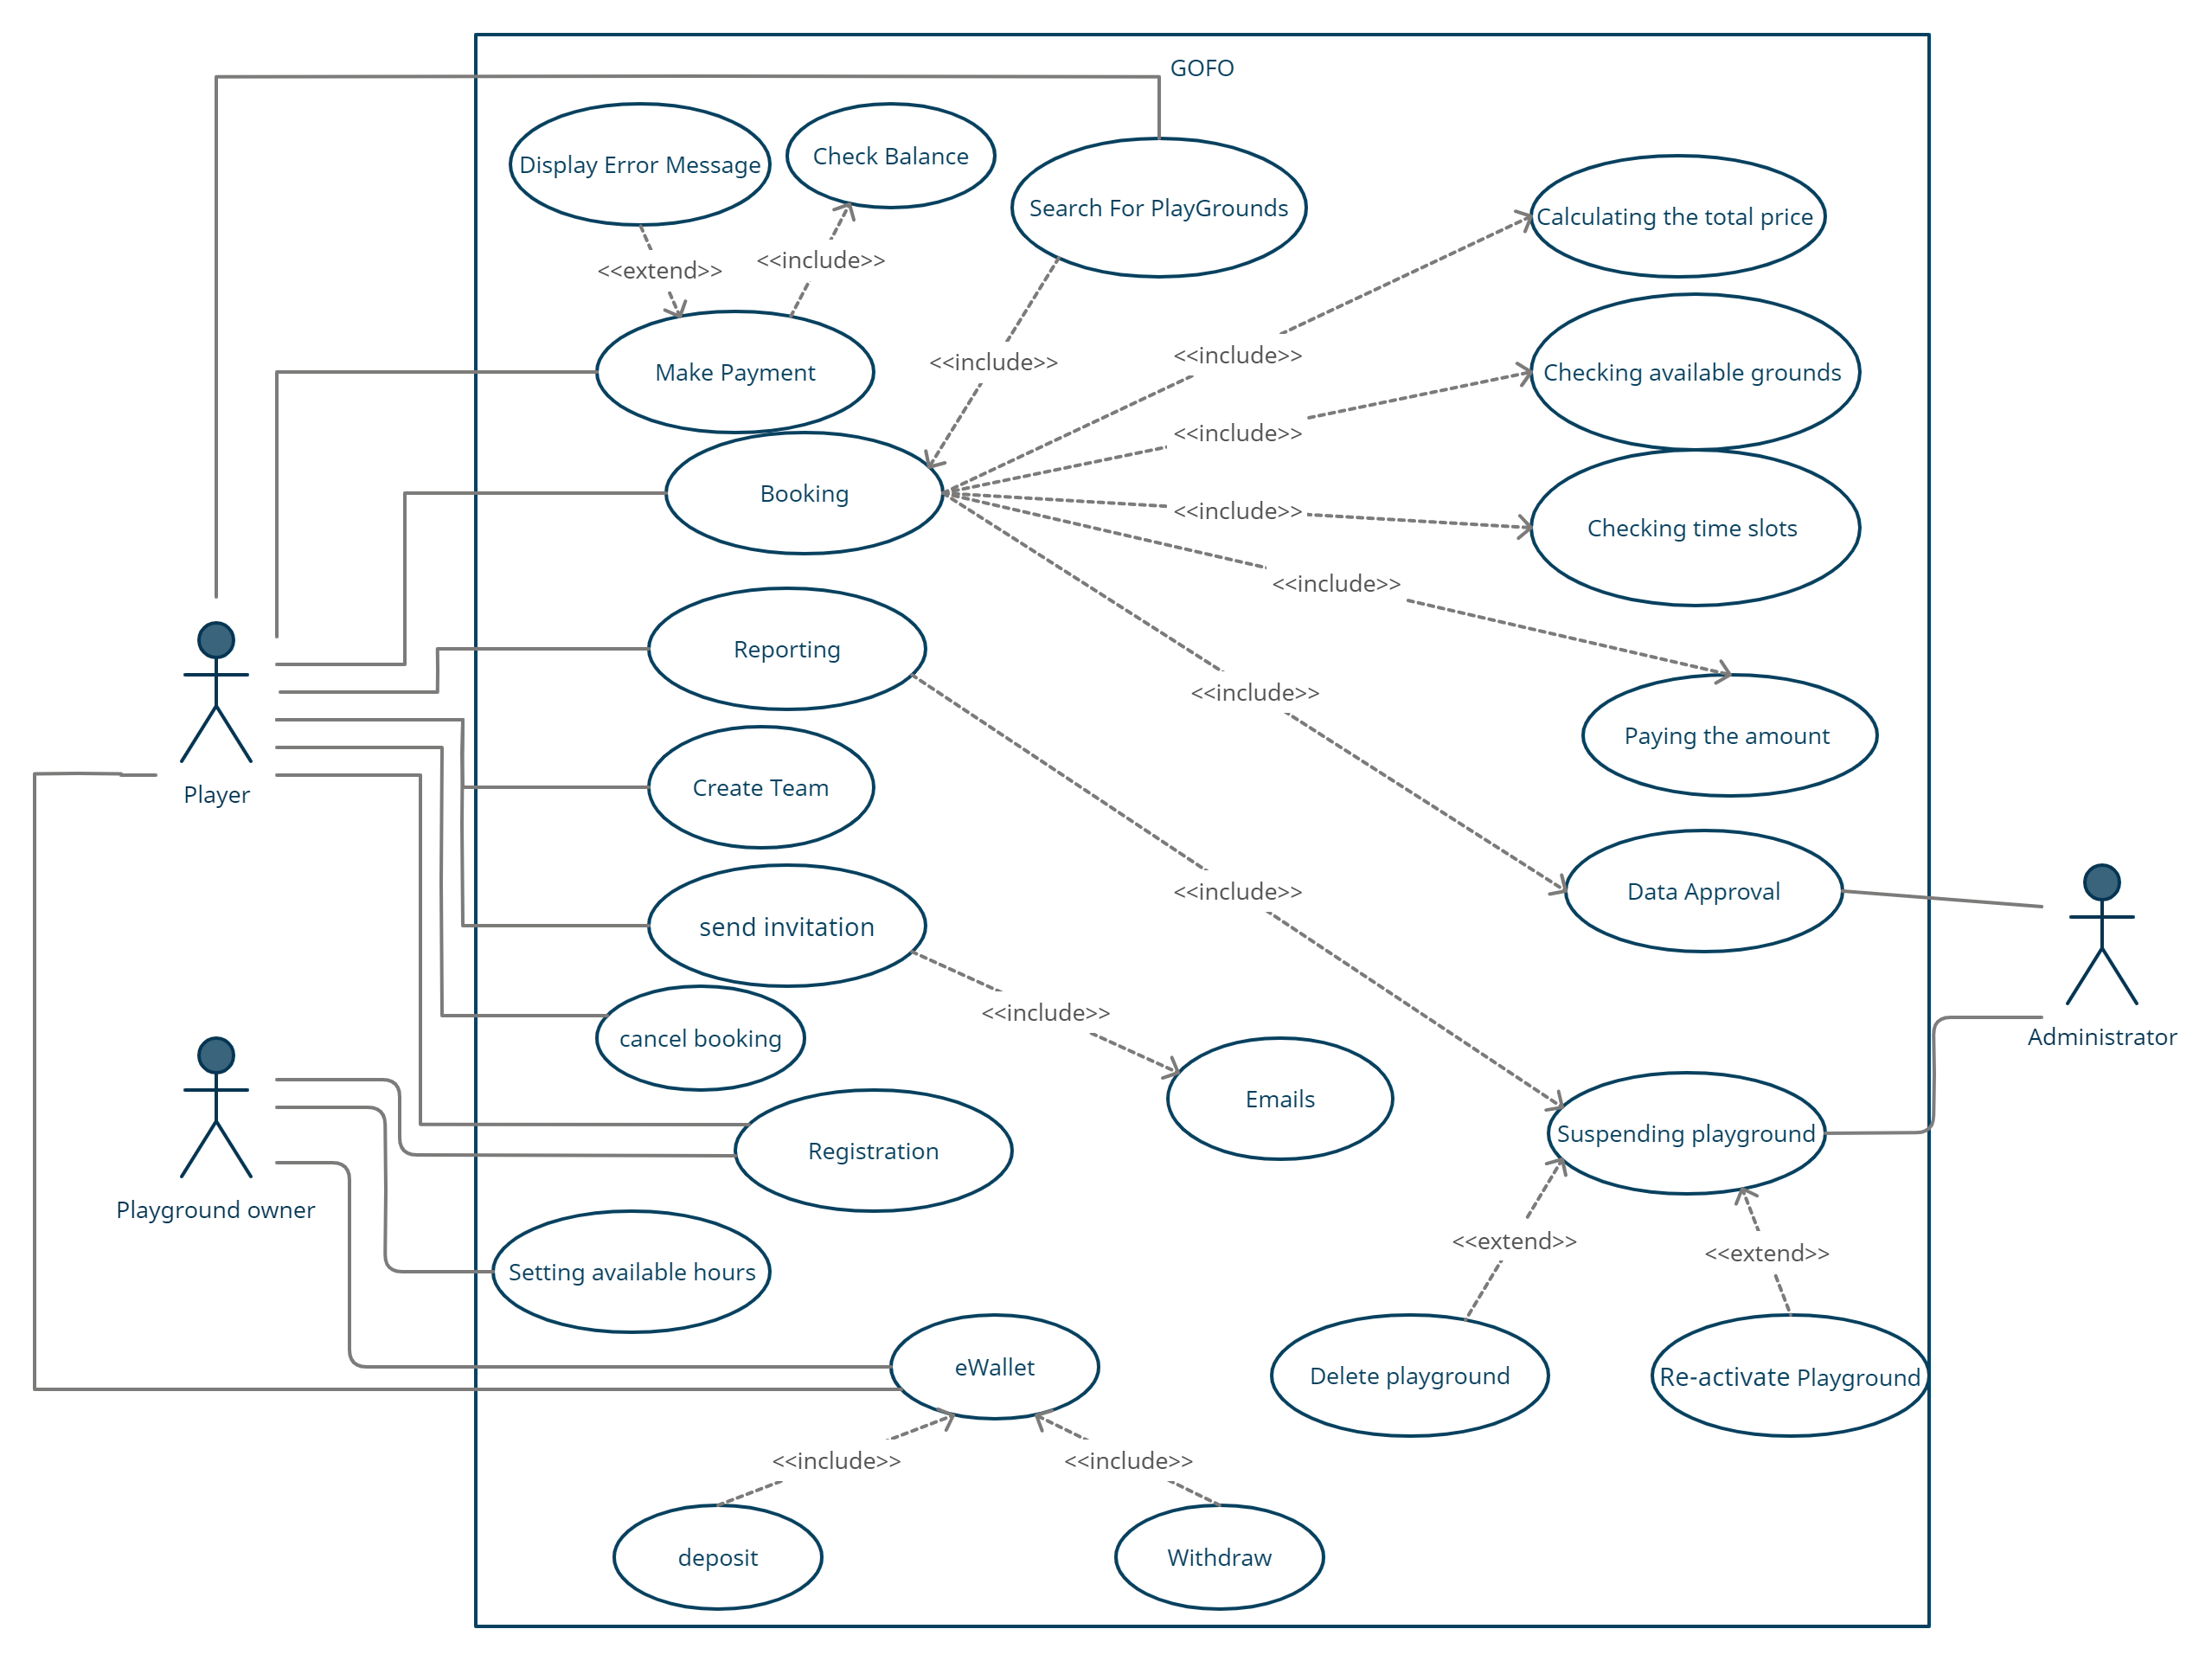 GOFO
Display Error Message
Check Balance
Search For PlayGrounds
Calculating the total price
<<extend>>
<<include>>
<<include>>
<<include>>
Make Payment
Checking available grounds
<<include>>
Booking
<<include>>
Checking time slots
<<include>>
Reporting
<<include>>
Paying the amount
Player
Create Team
<<include>>
Data Approval
send invitation
<<include>>
cancel booking
Administrator
Emails
Suspending playground
Registration
Playground owner
<<extend>>
<<extend>>
Setting available hours
eWallet
Delete playground
Re-activate Playground
<<include>>
<<include>>
deposit
Withdraw